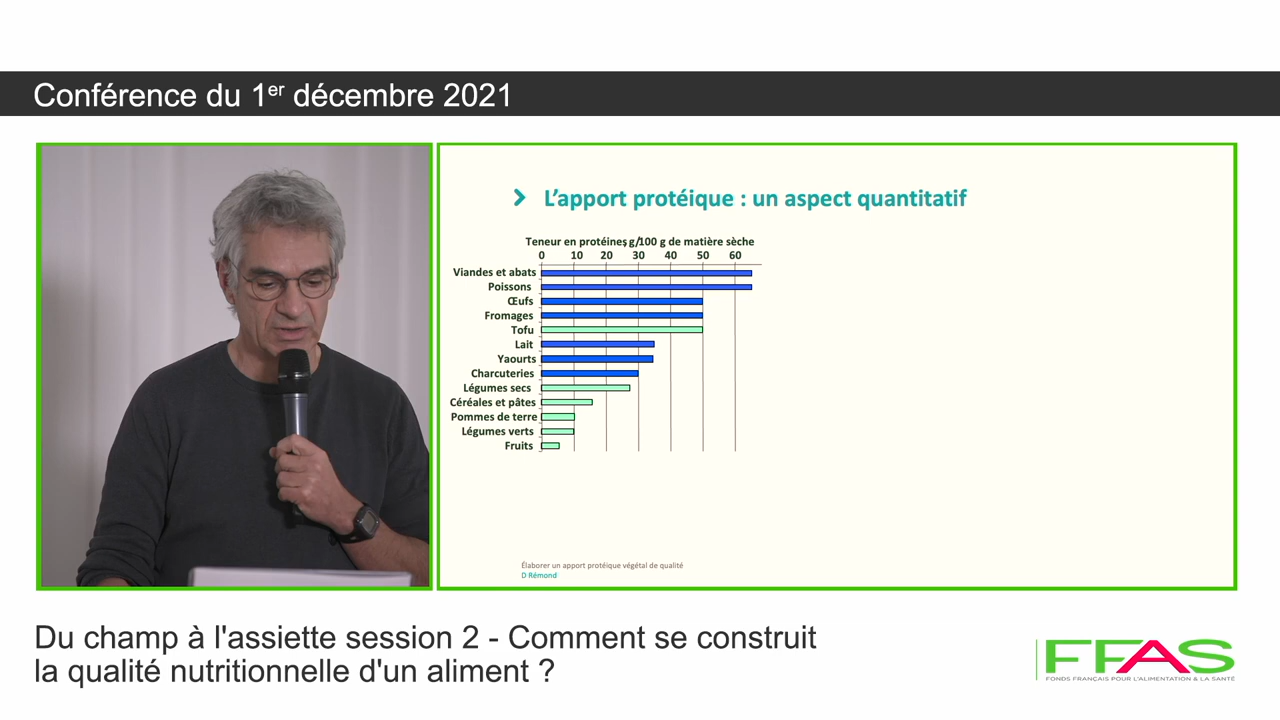 Conférence du 1er décembre 2021
L'apport protéique : un aspect quantitatif
Teneur en protéines g/100 g de matière sèche
0 10 20 30 40 50 60
Viandes et abats
Poissons
Œufs
Fromages
Tofu
Lait
Yaourts
Charcuteries
Légumes secs
Céréales et pâtes
Pommes de terre
Légumes verts
Fruits
Élaborer un apport protéique végétal de qualité
D Rémond
Du champ à l'assiette session 2 - Comment se construit
la qualité nutritionnelle d'un aliment ?
FFAS
FONDS FRANÇAIS POUR L'ALIMENTATION & LA SANTÉ